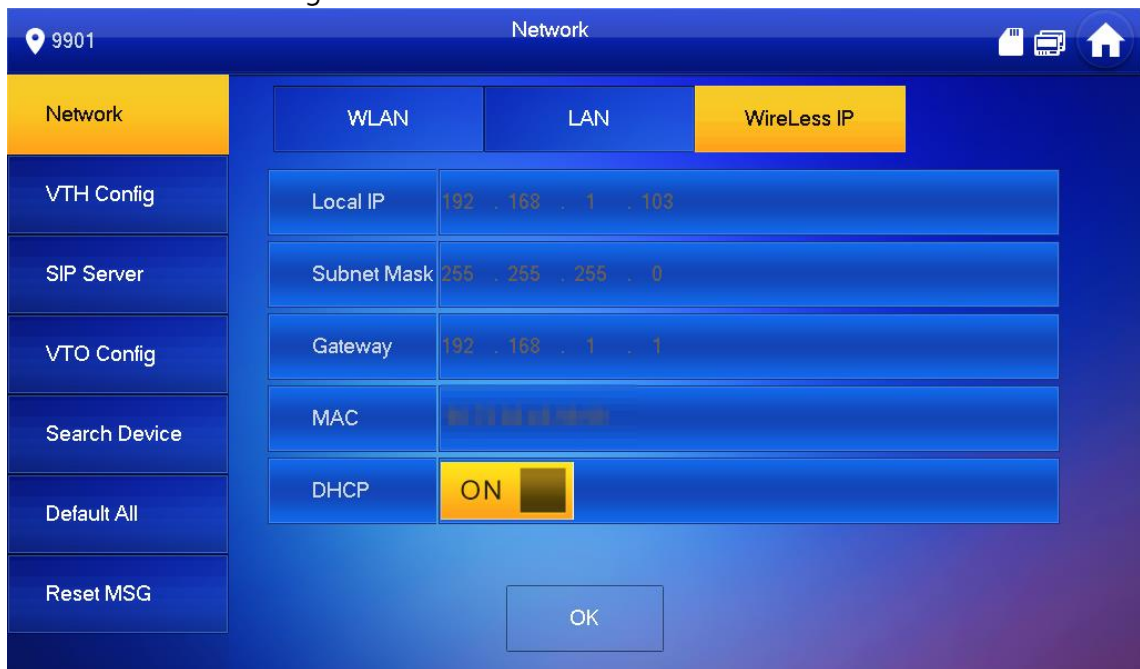 Network
9901
Network
WLAN LAN WireLess IP
VTH Config
Local IP 192 . 168 . 1 . 103
SIP Server
Subnet Mask 255 . 255 . 255 . 0
VTO Config
Gateway 192 . 168 . 1 . 1
Search Device
MAC
DHCP ON
Default All
Reset MSG
OK